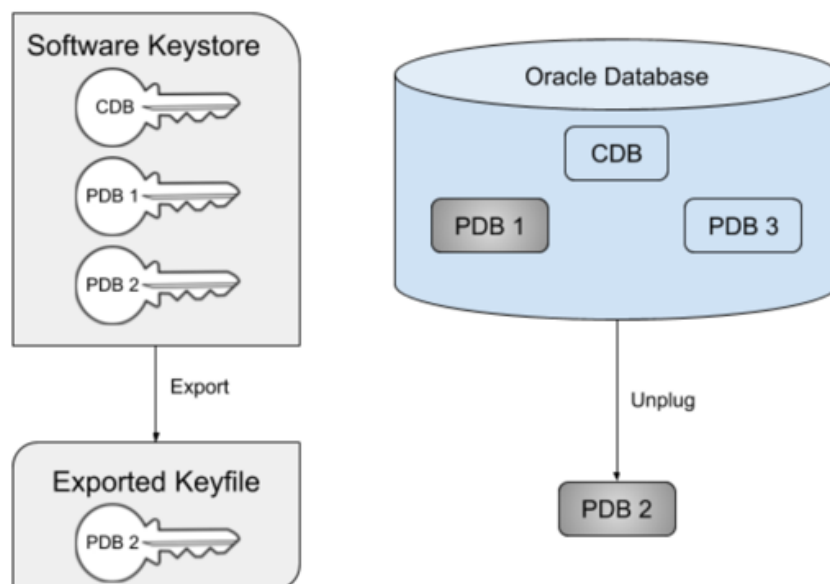 Software Keystore
CDB
PDB 1
PDB 2
Export
Exported Keyfile
PDB 2
Oracle Database
CDB
PDB 1
PDB 3
Unplug
PDB 2